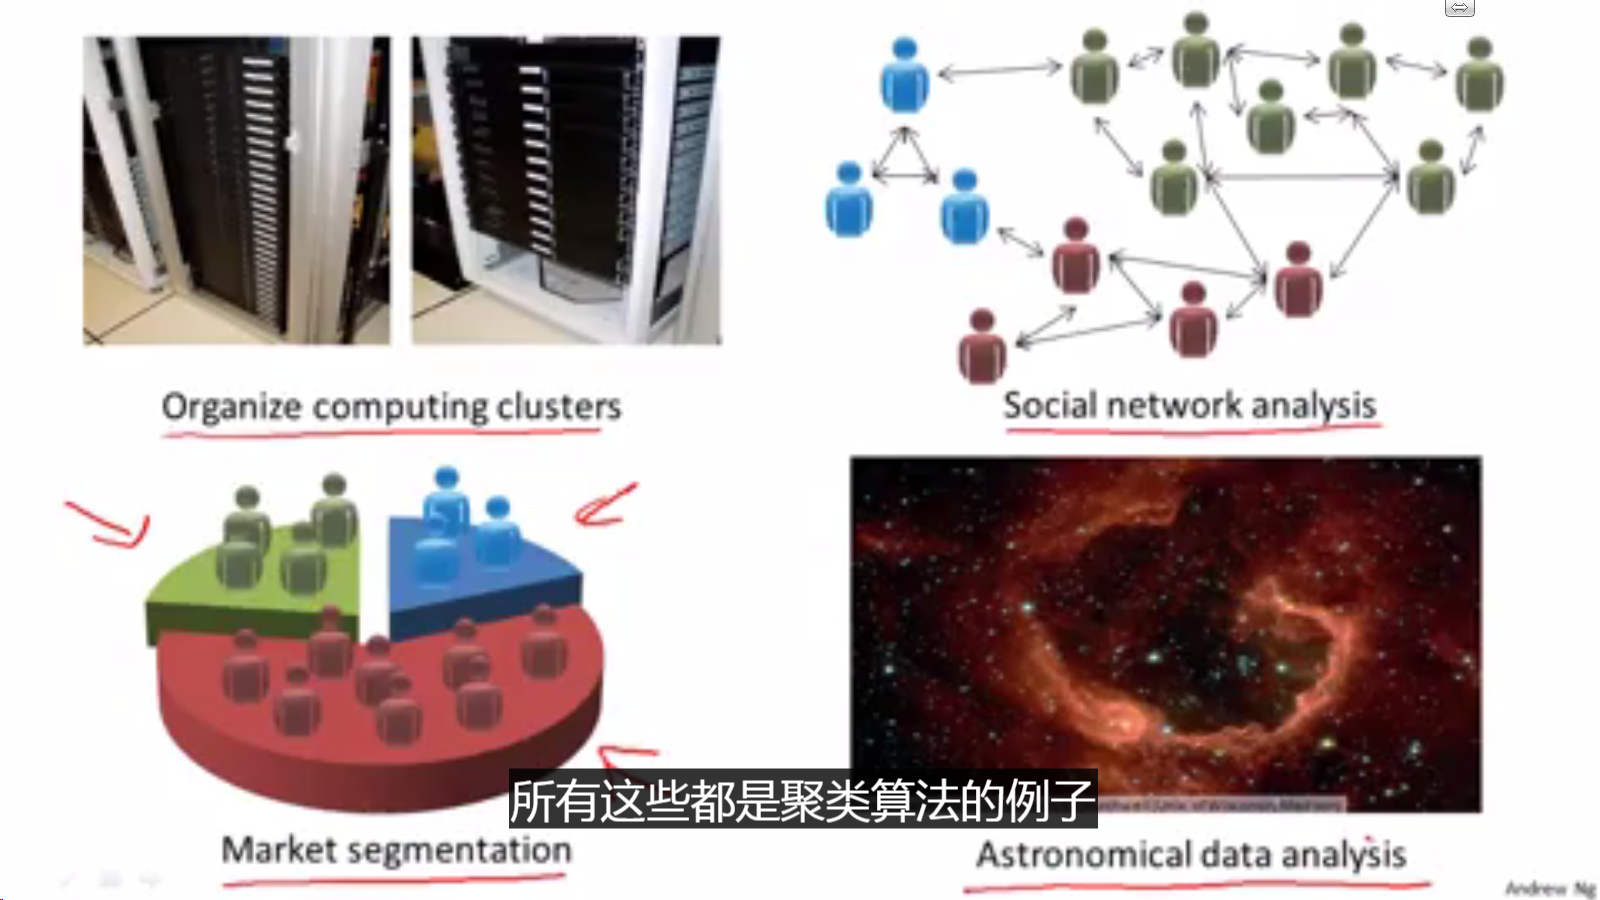 Organize computing clusters
Social network analysis
所有这些都是聚类算法的例子
Market segmentation
Astronomical data analysis
Andrew Ng